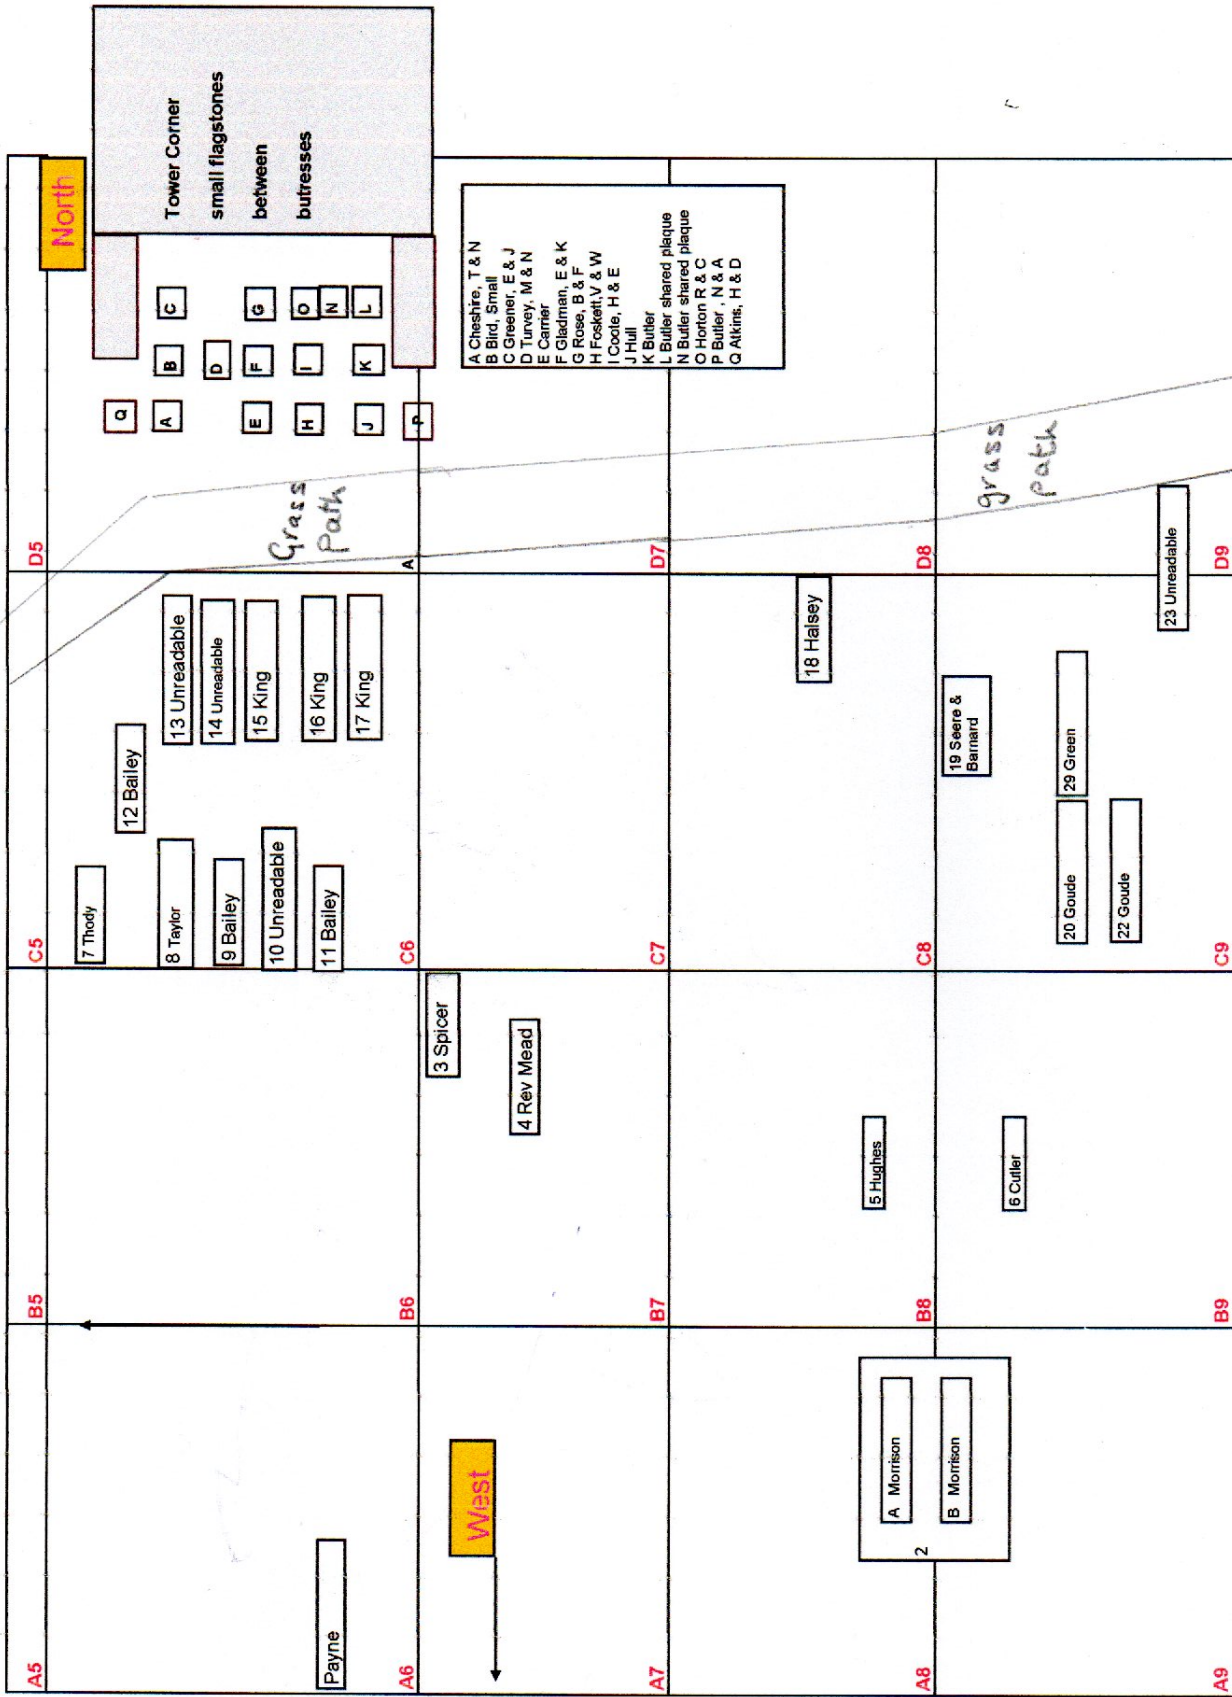 North
Tower Corner
small flagstones
between
butresses
Q
A
B
C
D
E
F
G
H
I
O
N
J
K
L
P
A Cheshire, T & N
B Bird, Small
C Greener, E & J
D Turvey, M & N
E Carrier
F Gladman, E & K
G Rose, B & F
H Foskett,V & W
I Coote, H & E
J Hull
K Butler
L Butler shared plaque
N Butler shared plaque
O Horton R & C
P Butler , N & A
Q Atkins, H & D
D5
Grass
Path
A
D7
D8
grass
path
D9
12 Bailey
13 Unreadable
14 Unreadable
15 King
16 King
17 King
18 Halsey
19 Seere &
Barnard
29 Green
23 Unreadable
C5
7 Thody
8 Taylor
9 Bailey
10 Unreadable
11 Bailey
C6
C7
C8
20 Goude
22 Goude
C9
3 Spicer
4 Rev Mead
5 Hughes
6 Cutler
B5
B6
B7
B8
B9
West
A Morrison
B Morrison
2
Payne
A5
A6
A7
A8
A9